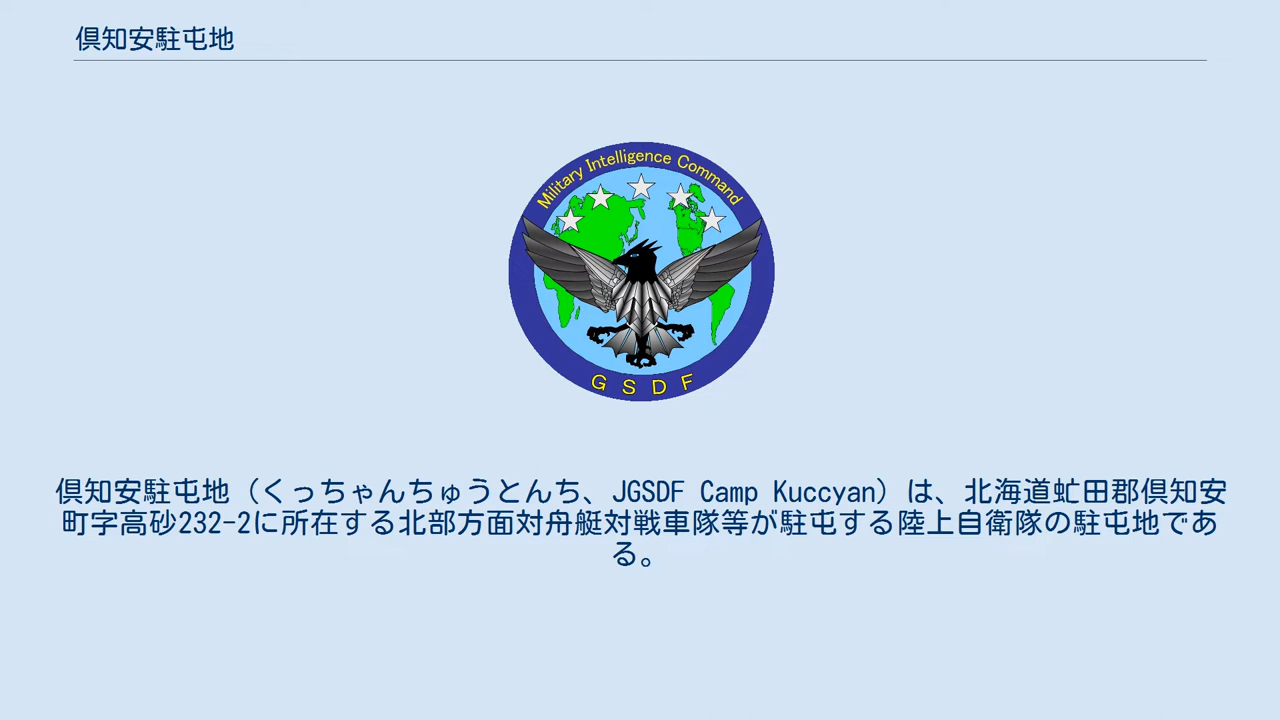 倶知安駐屯地
Military Intelligence Command
GSDF
倶知安駐屯地（くっちゃんちゅうとんち、JGSDF Camp Kuccyan）は、北海道虻田郡倶知安
町字高砂232-2に所在する北部方面対舟艇対戦車隊等が駐屯する陸上自衛隊の駐屯地であ
る。